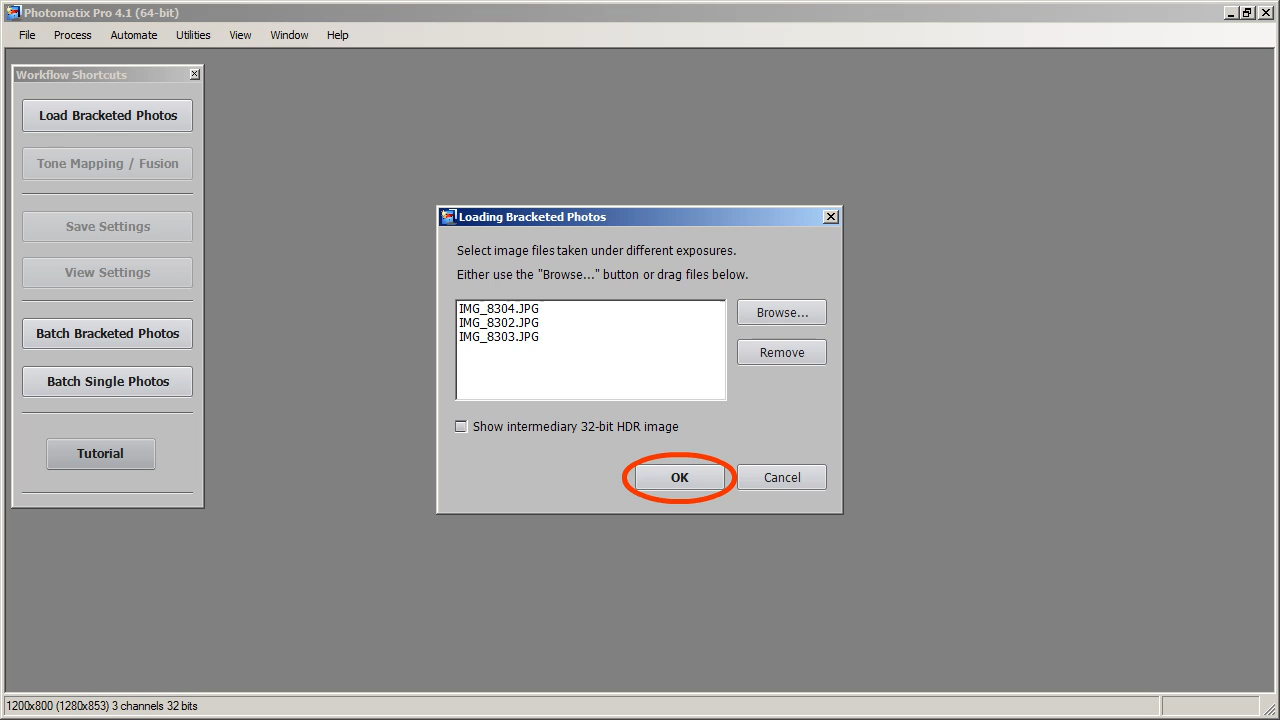 Photomatix Pro 4.1 (64-bit)
File Process Automate Utilities View Window Help
Workflow Shortcuts
Load Bracketed Photos
Tone Mapping / Fusion
Save Settings
View Settings
Batch Bracketed Photos
Batch Single Photos
Tutorial
Loading Bracketed Photos
Select image files taken under different exposures.
Either use the "Browse..." button or drag files below.
IMG_8304.JPG
IMG_8302.JPG
IMG_8303.JPG
Browse...
Remove
Show intermediary 32-bit HDR image
OK Cancel
1200x800 (1280x853) 3 channels 32 bits